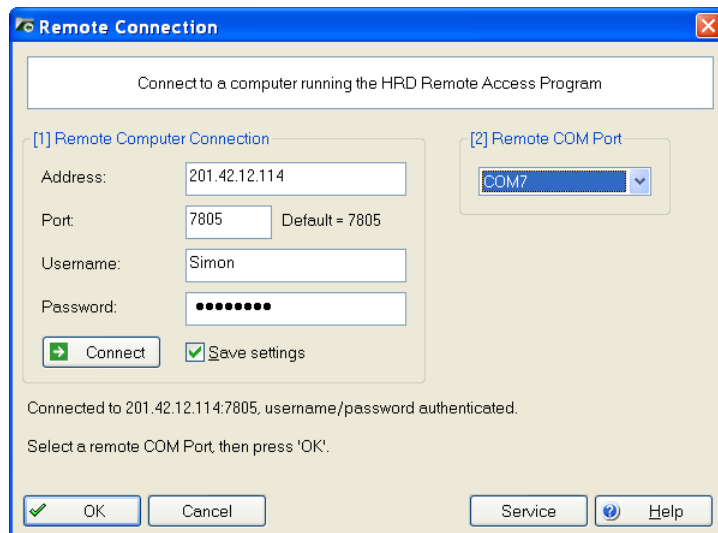 Remote Connection
Connect to a computer running the HRD Remote Access Program
[1] Remote Computer Connection
Address: 201.42.12.114
Port: 7805 Default = 7805
Username: Simon
Password: ●●●●●●●●
Connect Save settings
[2] Remote COM Port
COM7
Connected to 201.42.12.114:7805, username/password authenticated.
Select a remote COM Port, then press 'OK'.
OK Cancel Service Help